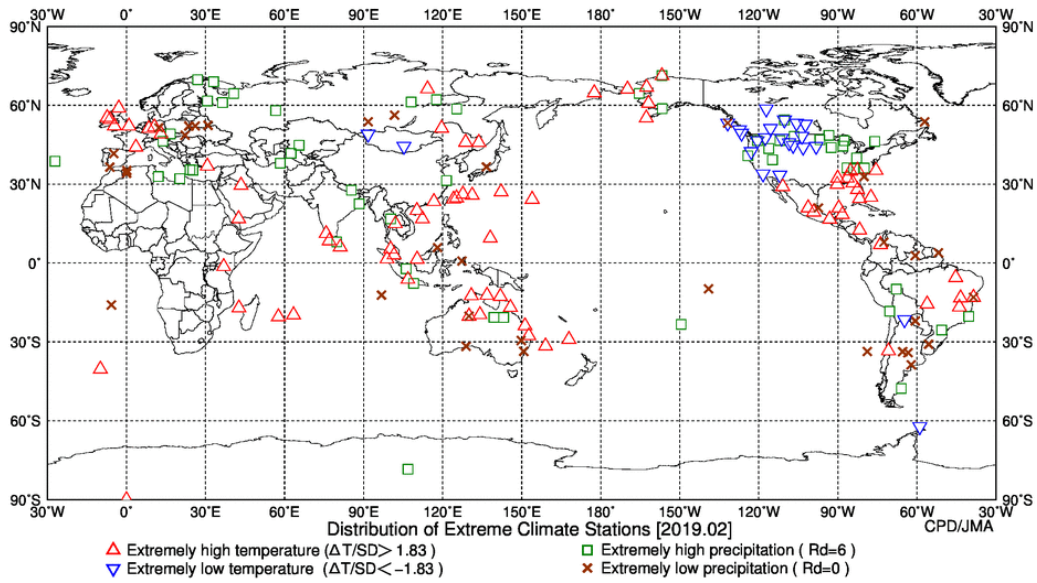 30°W 0° 30°E 60°E 90°E 120°E 150°E 180° 150°W 120°W 90°W 60°W 30°W
90°N 90°N
60°N 60°N
30°N 30°N
0° 0°
30°S 30°S
60°S 60°S
90°S 90°S
30°W 0° 30°E 60°E 90°E 120°E 150°E 180° 150°W 120°W 90°W 60°W 30°W
Distribution of Extreme Climate Stations [2019.02] CPD/JMA
Extremely high temperature (ΔT/SD> 1.83 ) Extremely high precipitation ( Rd=6 )
Extremely low temperature (ΔT/SD<−1.83 ) Extremely low precipitation ( Rd=0 )